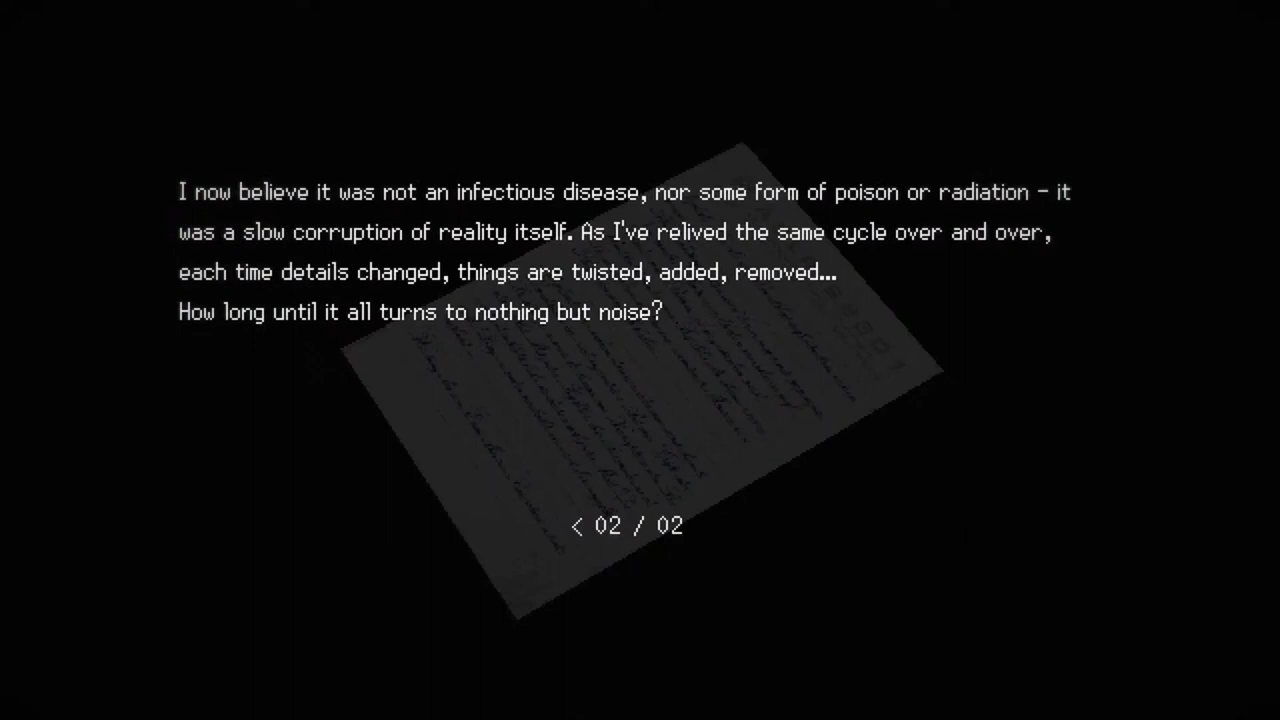 I now believe it was not an infectious disease, nor some form of poison or radiation - it
was a slow corruption of reality itself. As I've relived the same cycle over and over,
each time details changed, things are twisted, added, removed...
How long until it all turns to nothing but noise?
< 02 / 02